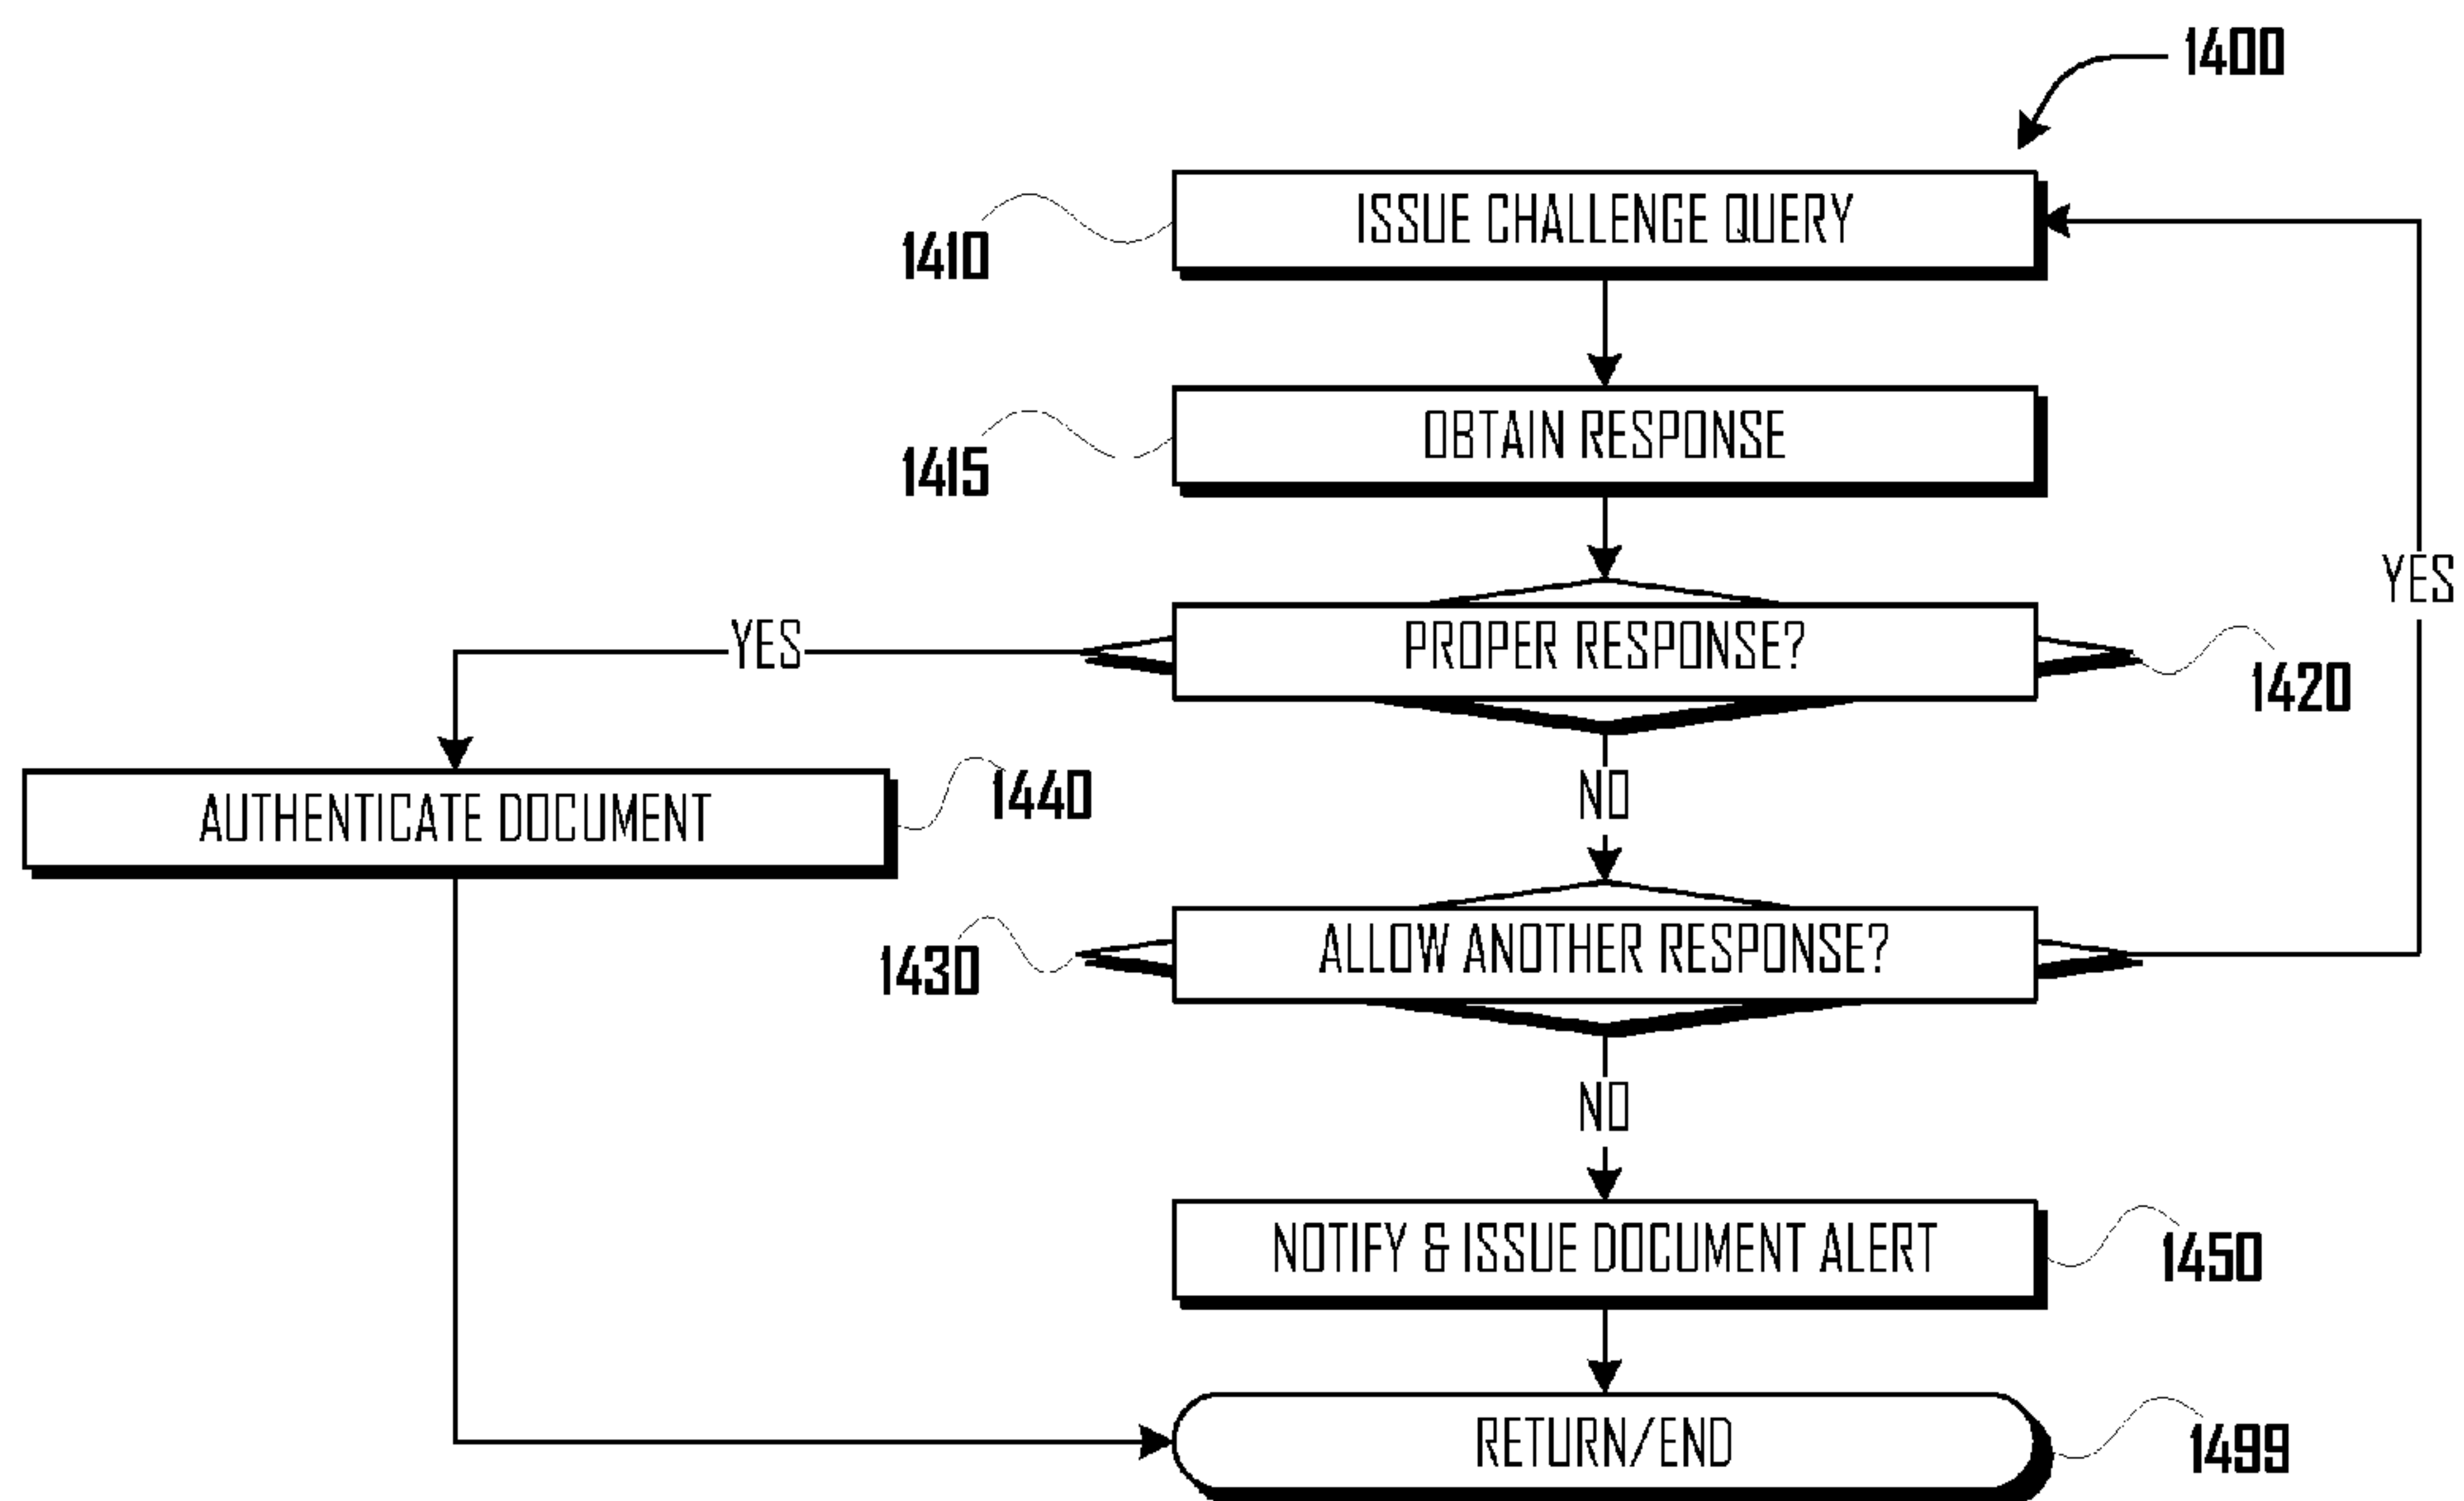 1400
ISSUE CHALLENGE QUERY
1410
OBTAIN RESPONSE
1415
YES
PROPER RESPONSE?
YES
1420
NO
AUTHENTICATE DOCUMENT
1440
ALLOW ANOTHER RESPONSE?
1430
NO
NOTIFY & ISSUE DOCUMENT ALERT
1450
RETURN/END
1499